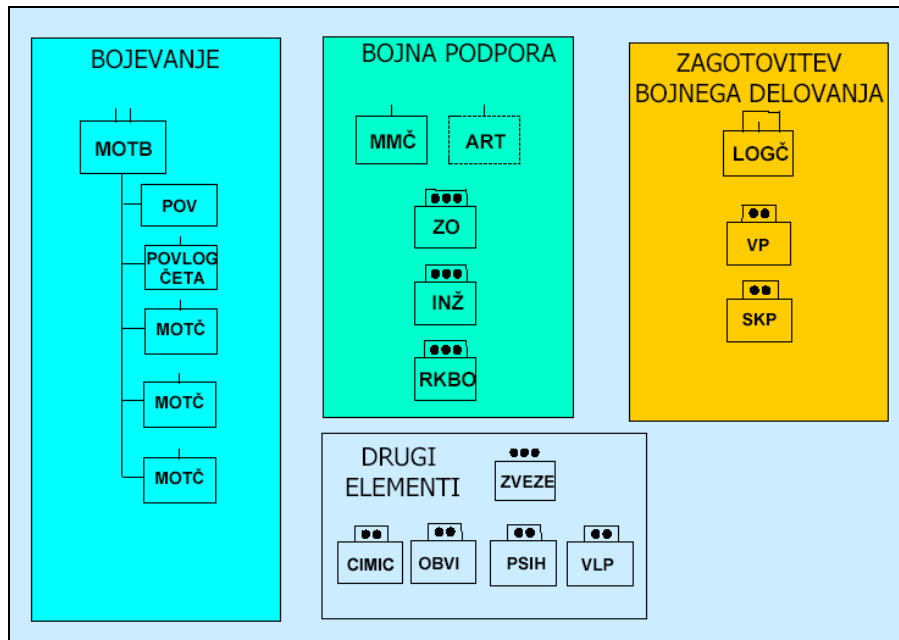 BOJEVANJE
MOTB
POV
POVLOG
ČETA
MOTČ
MOTČ
MOTČ
BOJNA PODPORA
MMČ
ART
ZO
INŽ
RKBO
ZAGOTOVITEV
BOJNEGA DELOVANJA
LOGČ
VP
SKP
DRUGI
ELEMENTI
ZVEZE
CIMIC
OBVI
PSIH
VLP